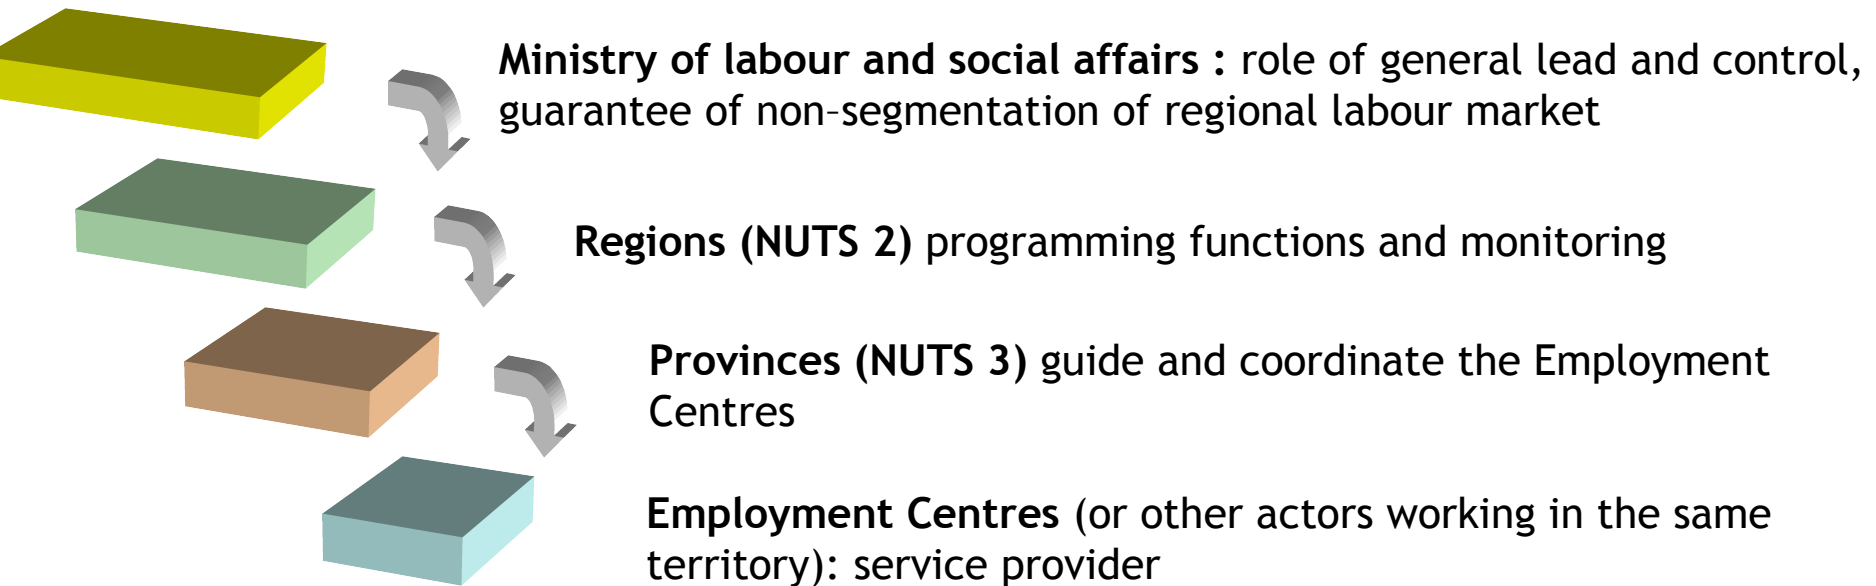 Ministry of labour and social affairs : role of general lead and control,
guarantee of non-segmentation of regional labour market
Regions (NUTS 2) programming functions and monitoring
Provinces (NUTS 3) guide and coordinate the Employment
Centres
Employment Centres (or other actors working in the same
territory): service provider